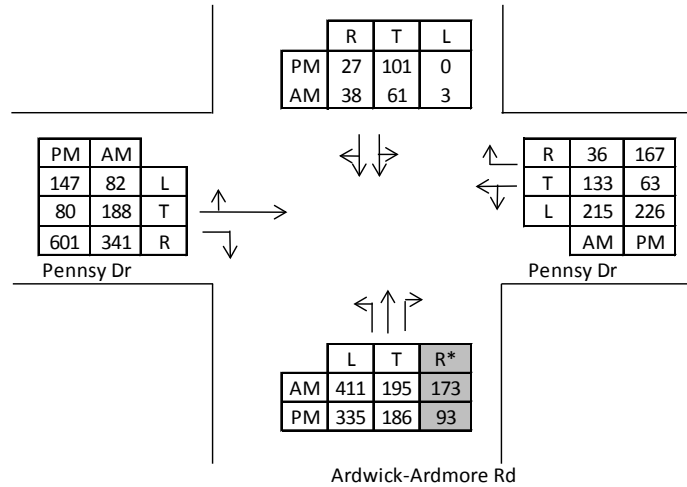 R T L
PM 27 101 0
AM 38 61 3
PM AM
147 82 L
80 188 T
601 341 R
Pennsy Dr
R 36 167
T 133 63
L 215 226
AM PM
Pennsy Dr
L T R*
AM 411 195 173
PM 335 186 93
Ardwick-Ardmore Rd